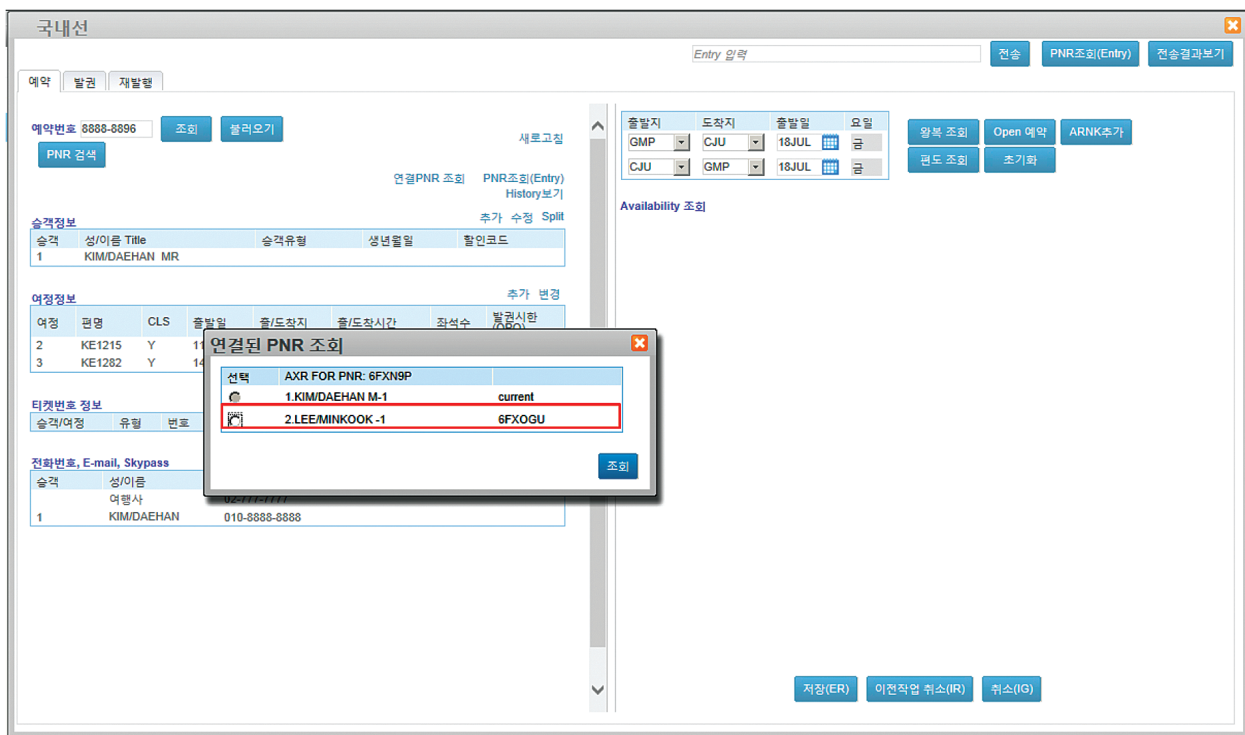 국내선
Entry 입력 전송 PNR조회(Entry) 전송결과보기
예약 발권 재발행
예약번호 8888-8896 조회 불러오기
새로고침
PNR 검색
연결PNR 조회 PNR조회(Entry)
History보기
승객정보 추가 수정 Split
승객 성/이름 Title 승객유형 생년월일 할인코드
1 KIM/DAEHAN MR
여정정보 추가 변경
여정 편명 CLS 출발일 출/도착지 출/도착시간 좌석수 발권시한
2 KE1215 Y 11
3 KE1282 Y 14
티켓번호 정보
승객/여정 유형 번호
전화번호, E-mail, Skypass
승객 성/이름
여행사 02-777-7777
1 KIM/DAEHAN 010-8888-8888
연결된 PNR 조회
선택 AXR FOR PNR: 6FXN9P
1.KIM/DAEHAN M-1 current
2.LEE/MINKOOK -1 6FXOGU
조회
출발지 도착지 출발일 요일
GMP CJU 18JUL 금
CJU GMP 18JUL 금
왕복 조회 Open 예약 ARNK추가
편도 조회 초기화
Availability 조회
저장(ER) 이전작업 취소(IR) 취소(IG)